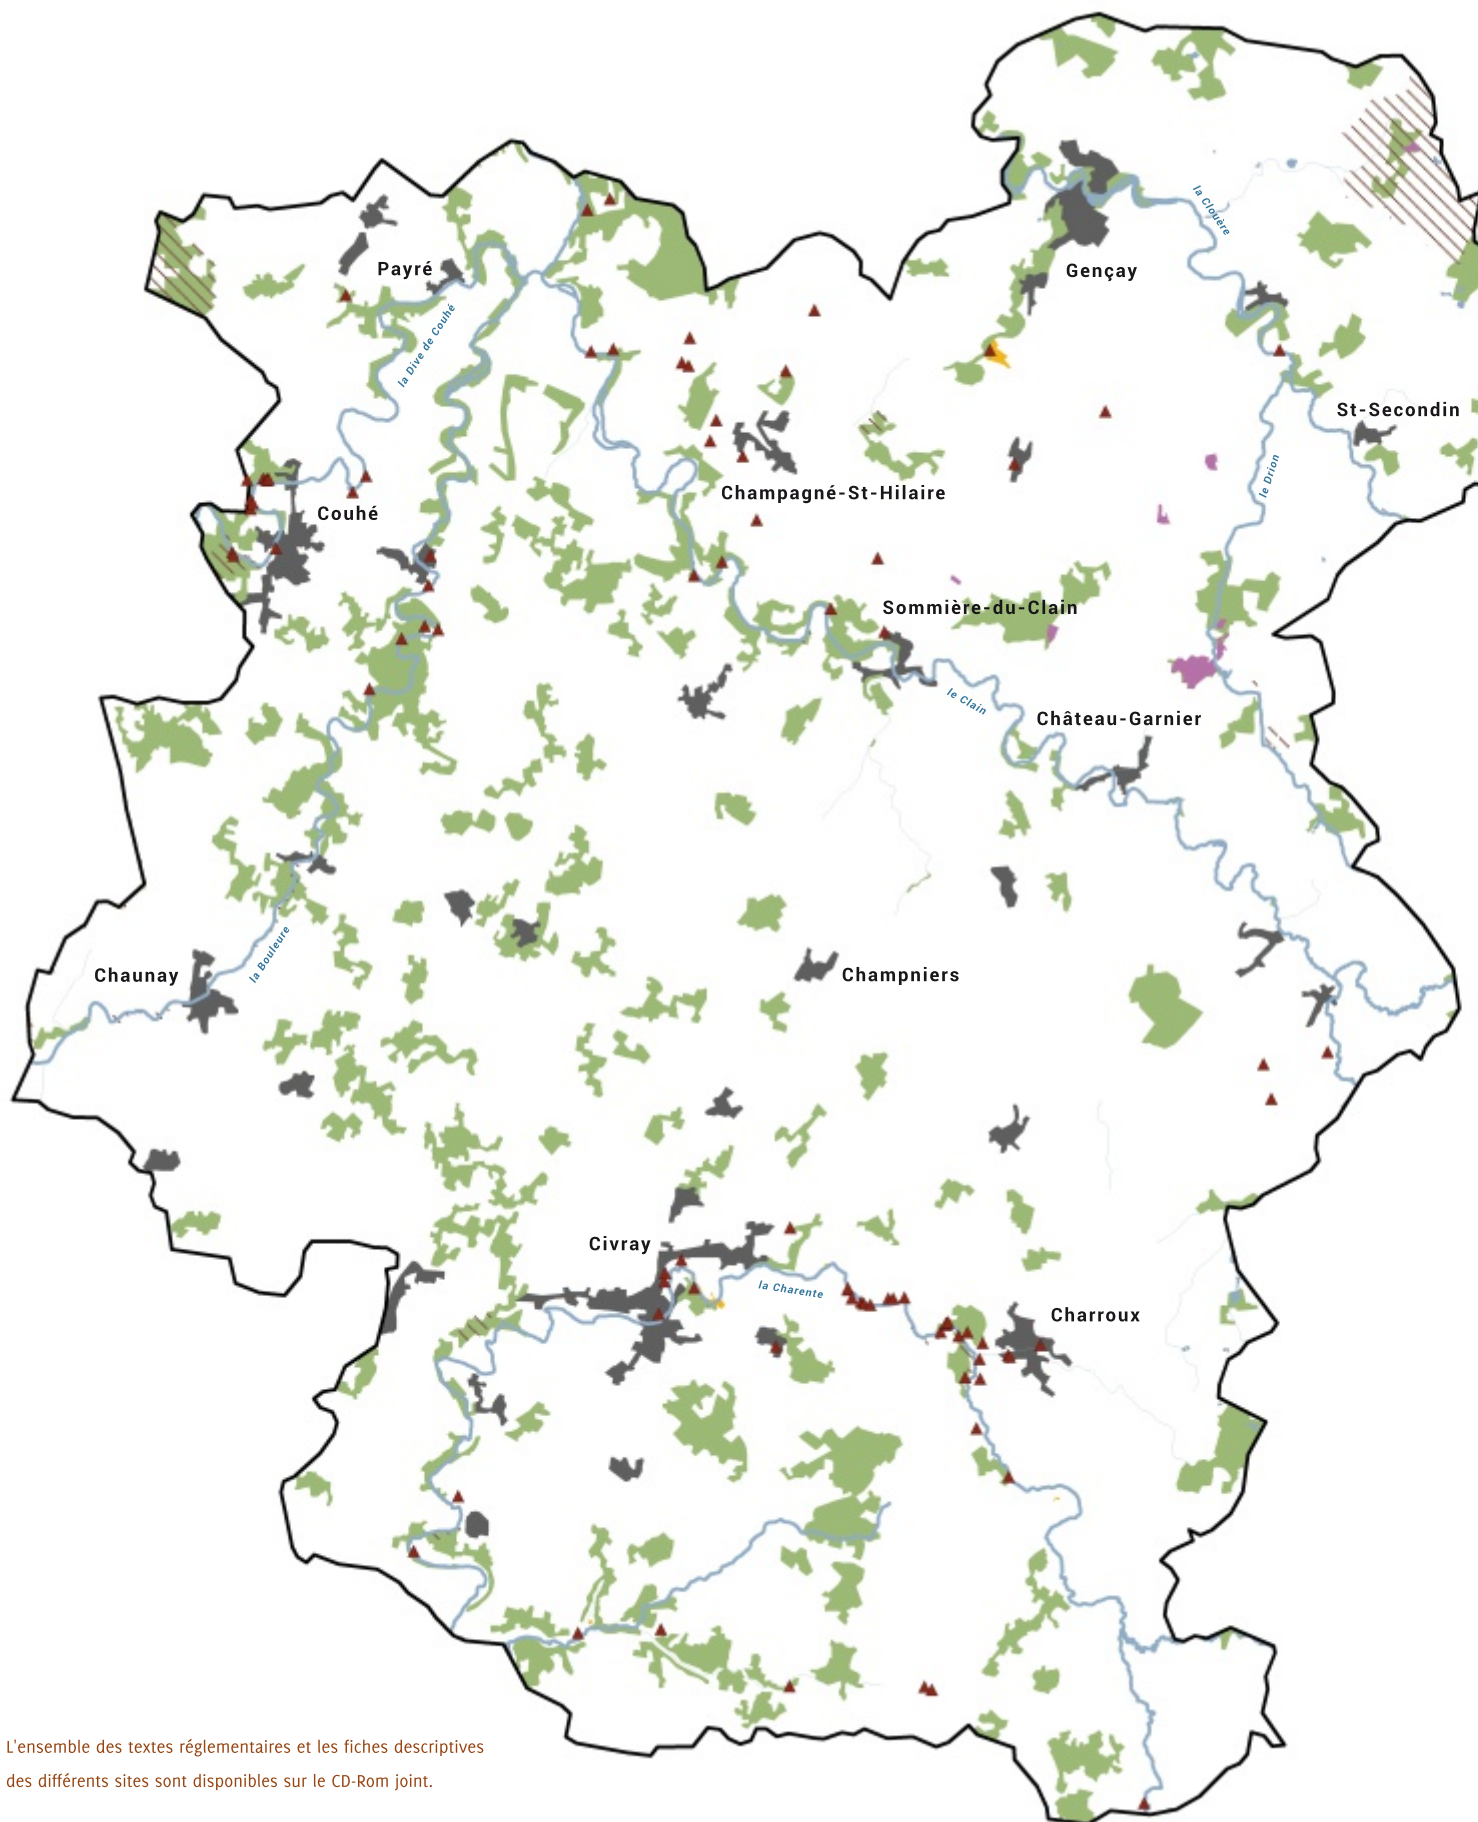 la Clouère
Payré
Gençay
la Dive de Couhé
St-Secondin
le Drion
Champagné-St-Hilaire
Couhé
Sommière-du-Clain
le Clain
Château-Garnier
la Bouleure
Chaunay
Champniers
Civray
la Charente
Charroux
L'ensemble des textes réglementaires et les fiches descriptives
des différents sites sont disponibles sur le CD-Rom joint.